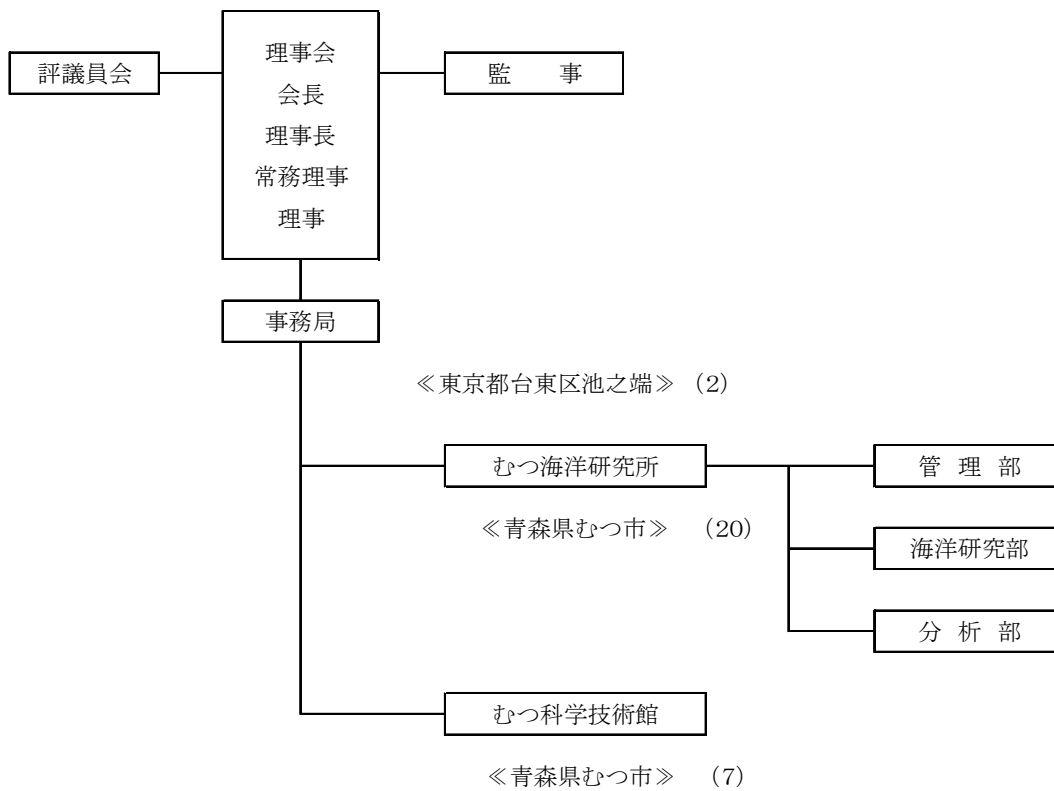 評議員会
理事会
会長
理事長
常務理事
理事
監　事
事務局
≪東京都台東区池之端≫（2）
むつ海洋研究所
≪青森県むつ市≫　（20）
管 理 部
海洋研究部
分 析 部
むつ科学技術館
≪青森県むつ市≫　（7）